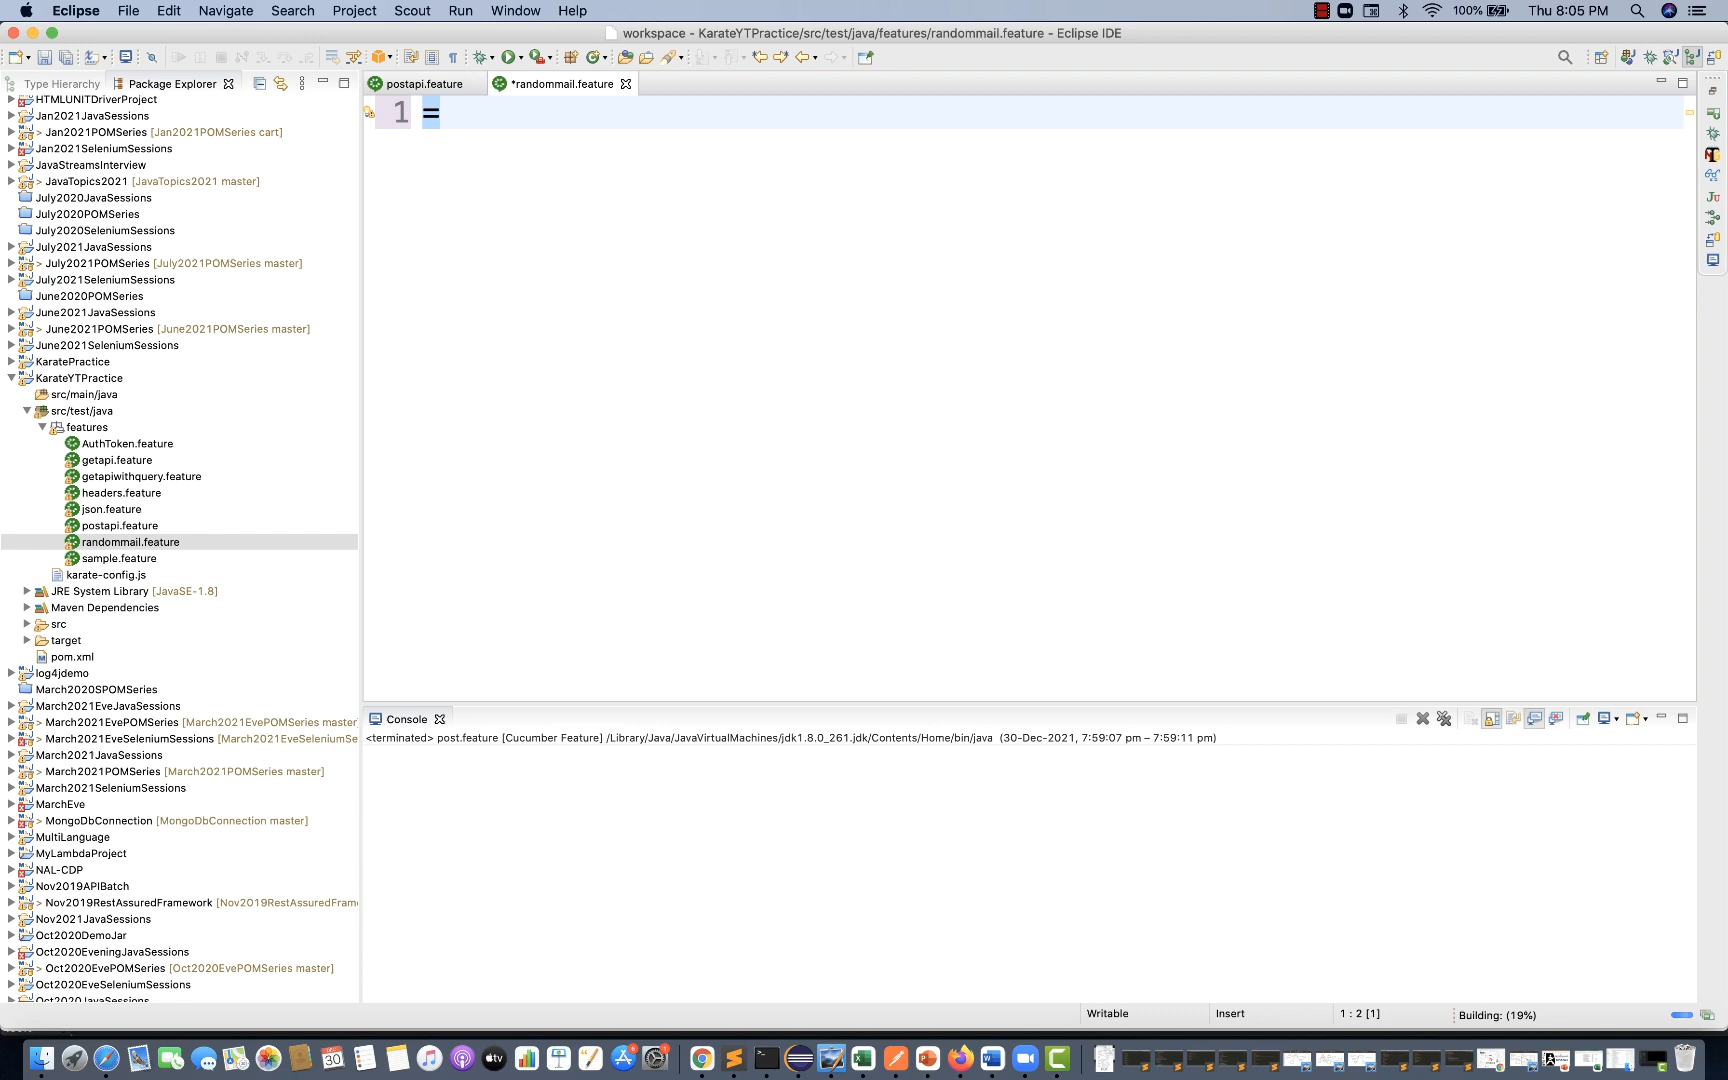 Eclipse File Edit Navigate Search Project Scout Run Window Help 100% Thu 8:05 PM
workspace - KarateYTPractice/src/test/java/features/randommail.feature - Eclipse IDE
Type Hierarchy Package Explorer
postapi.feature *randommail.feature
1 =
HTMLUNITDriverProject
Jan2021JavaSessions
> Jan2021POMSeries [Jan2021POMSeries cart]
Jan2021SeleniumSessions
JavaStreamsInterview
> JavaTopics2021 [JavaTopics2021 master]
July2020JavaSessions
July2020POMSeries
July2020SeleniumSessions
July2021JavaSessions
> July2021POMSeries [July2021POMSeries master]
July2021SeleniumSessions
June2020POMSeries
June2021JavaSessions
> June2021POMSeries [June2021POMSeries master]
June2021SeleniumSessions
KaratePractice
KarateYTPractice
src/main/java
src/test/java
features
AuthToken.feature
getapi.feature
getapiwithquery.feature
headers.feature
json.feature
postapi.feature
randommail.feature
sample.feature
karate-config.js
JRE System Library [JavaSE-1.8]
Maven Dependencies
src
target
pom.xml
log4jdemo
March2020SPOMSeries
March2021EveJavaSessions
> March2021EvePOMSeries [March2021EvePOMSeries master
> March2021EveSeleniumSessions [March2021EveSeleniumSe
March2021JavaSessions
> March2021POMSeries [March2021POMSeries master]
March2021SeleniumSessions
MarchEve
> MongoDbConnection [MongoDbConnection master]
MultiLanguage
MyLambdaProject
NAL-CDP
Nov2019APIBatch
> Nov2019RestAssuredFramework [Nov2019RestAssuredFram
Nov2021JavaSessions
Oct2020DemoJar
Oct2020EveningJavaSessions
> Oct2020EvePOMSeries [Oct2020EvePOMSeries master]
Oct2020EveSeleniumSessions
Oct2020JavaSessions
Console
<terminated> post.feature [Cucumber Feature] /Library/Java/JavaVirtualMachines/jdk1.8.0_261.jdk/Contents/Home/bin/java (30-Dec-2021, 7:59:07 pm – 7:59:11 pm)
Writable Insert 1 : 2 [1] Building: (19%)